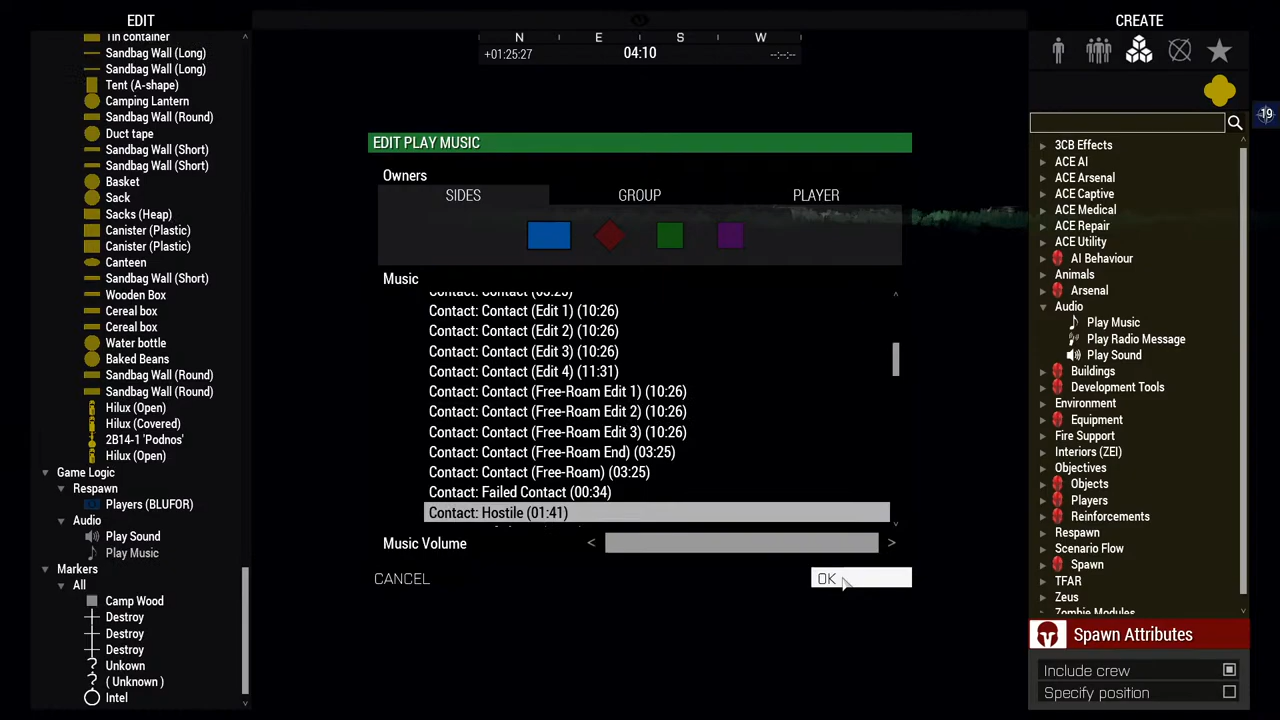 EDIT
Tin container
Sandbag Wall (Long)
Sandbag Wall (Long)
Tent (A-shape)
Camping Lantern
Sandbag Wall (Round)
Duct tape
Sandbag Wall (Short)
Sandbag Wall (Short)
Basket
Sack
Sacks (Heap)
Canister (Plastic)
Canister (Plastic)
Canteen
Sandbag Wall (Short)
Wooden Box
Cereal box
Cereal box
Water bottle
Baked Beans
Sandbag Wall (Round)
Sandbag Wall (Round)
Hilux (Open)
Hilux (Covered)
2B14-1 'Podnos'
Hilux (Open)
Game Logic
Respawn
Players (BLUFOR)
Audio
Play Sound
Play Music
Markers
All
Camp Wood
Destroy
Destroy
Destroy
Unkown
( Unknown )
Intel
N E S W
+01:25:27 04:10 --:--:--
EDIT PLAY MUSIC
Owners
SIDES GROUP PLAYER
Music
Contact: Contact (03:25)
Contact: Contact (Edit 1) (10:26)
Contact: Contact (Edit 2) (10:26)
Contact: Contact (Edit 3) (10:26)
Contact: Contact (Edit 4) (11:31)
Contact: Contact (Free-Roam Edit 1) (10:26)
Contact: Contact (Free-Roam Edit 2) (10:26)
Contact: Contact (Free-Roam Edit 3) (10:26)
Contact: Contact (Free-Roam End) (03:25)
Contact: Contact (Free-Roam) (03:25)
Contact: Failed Contact (00:34)
Contact: Hostile (01:41)
Music Volume < >
CANCEL OK
CREATE
19
3CB Effects
ACE AI
ACE Arsenal
ACE Captive
ACE Medical
ACE Repair
ACE Utility
AI Behaviour
Animals
Arsenal
Audio
Play Music
Play Radio Message
Play Sound
Buildings
Development Tools
Environment
Equipment
Fire Support
Interiors (ZEI)
Objectives
Objects
Players
Reinforcements
Respawn
Scenario Flow
Spawn
TFAR
Zeus
Zombie Modules
Spawn Attributes
Include crew
Specify position